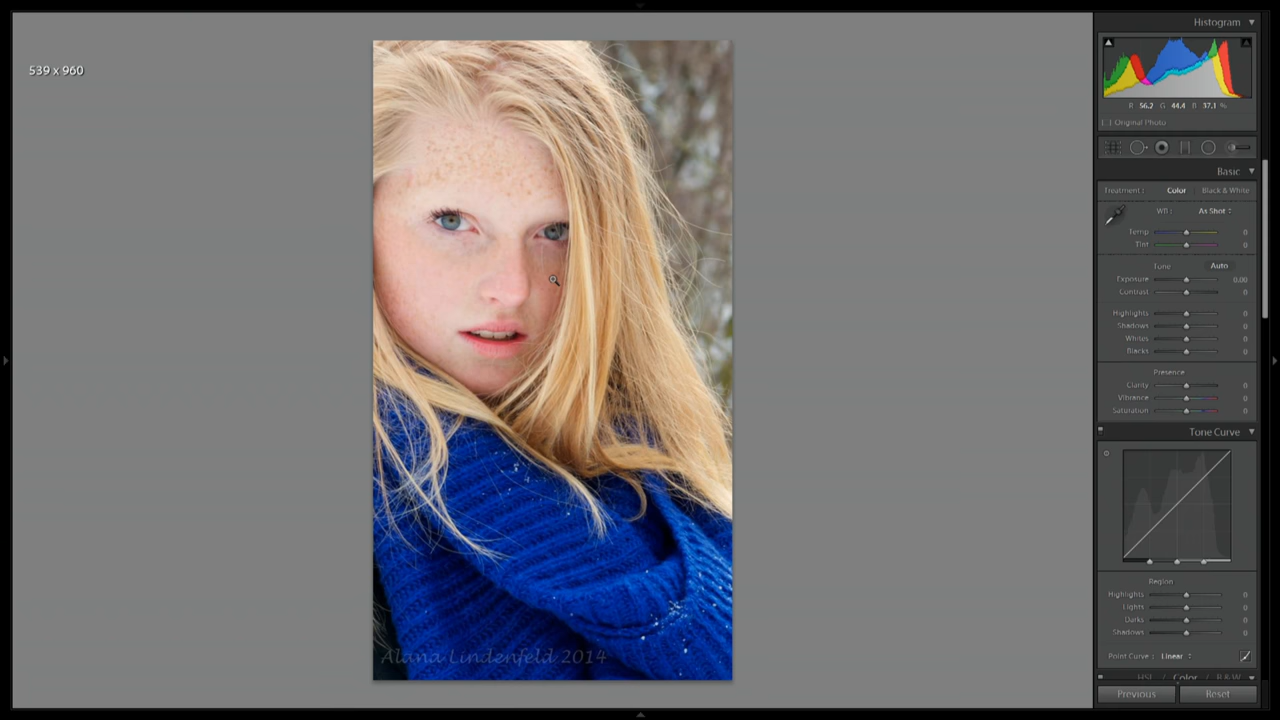 Histogram
539 x 960
R 56.2 G 44.4 B 37.1 %
Original Photo
Basic
Treatment : Color Black & White
WB : As Shot
Temp 0
Tint 0
Tone Auto
Exposure 0.00
Contrast 0
Highlights 0
Shadows 0
Whites 0
Blacks 0
Presence
Clarity 0
Vibrance 0
Saturation 0
Tone Curve
Region
Highlights 0
Lights 0
Darks 0
Shadows 0
Point Curve : Linear
Alana Lindenfeld 2014
HSL / Color / B & W
Previous Reset